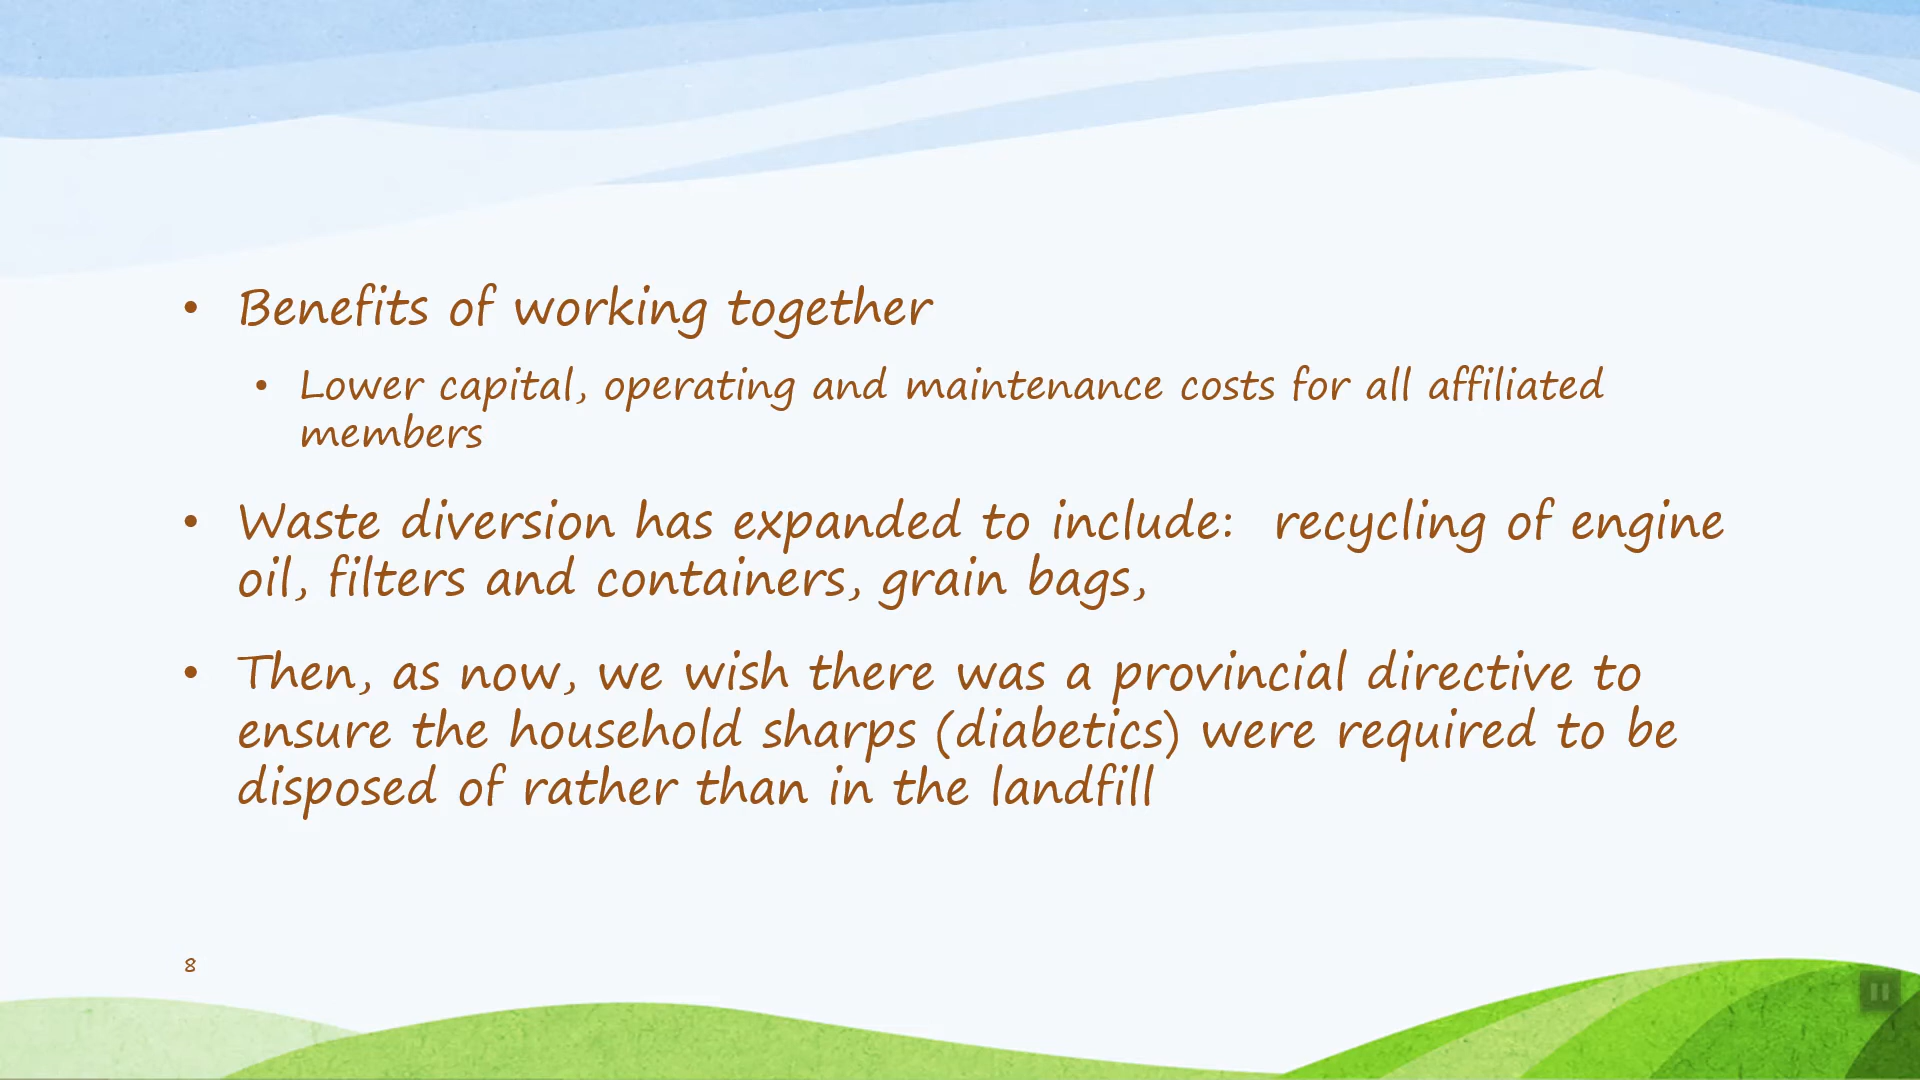 • Benefits of working together
• Lower capital, operating and maintenance costs for all affiliated
members
• Waste diversion has expanded to include:  recycling of engine
oil, filters and containers, grain bags,
• Then, as now, we wish there was a provincial directive to
ensure the household sharps (diabetics) were required to be
disposed of rather than in the landfill
8